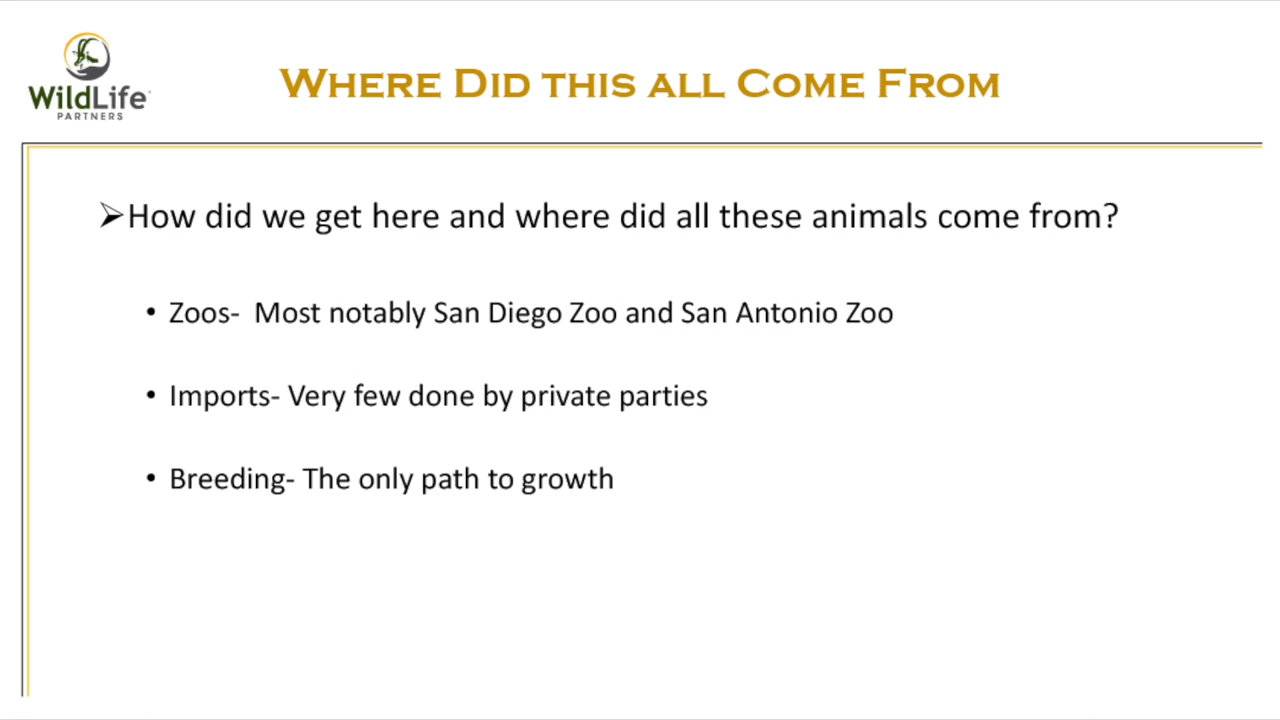 WildLife
PARTNERS
WHERE DID THIS ALL COME FROM
➢How did we get here and where did all these animals come from?
• Zoos- Most notably San Diego Zoo and San Antonio Zoo
• Imports- Very few done by private parties
• Breeding- The only path to growth